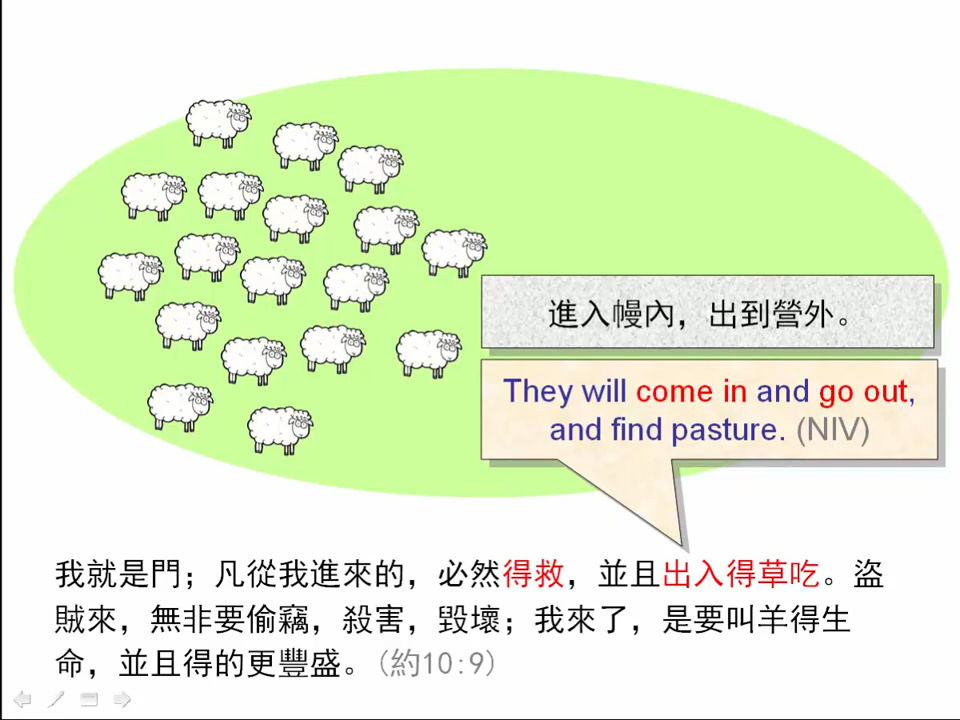 進入幔內，出到營外。
They will come in and go out,
and find pasture. (NIV)
我就是門；凡從我進來的，必然得救，並且出入得草吃。盜
賊來，無非要偷竊，殺害，毀壞；我來了，是要叫羊得生
命，並且得的更豐盛。(約10:9)